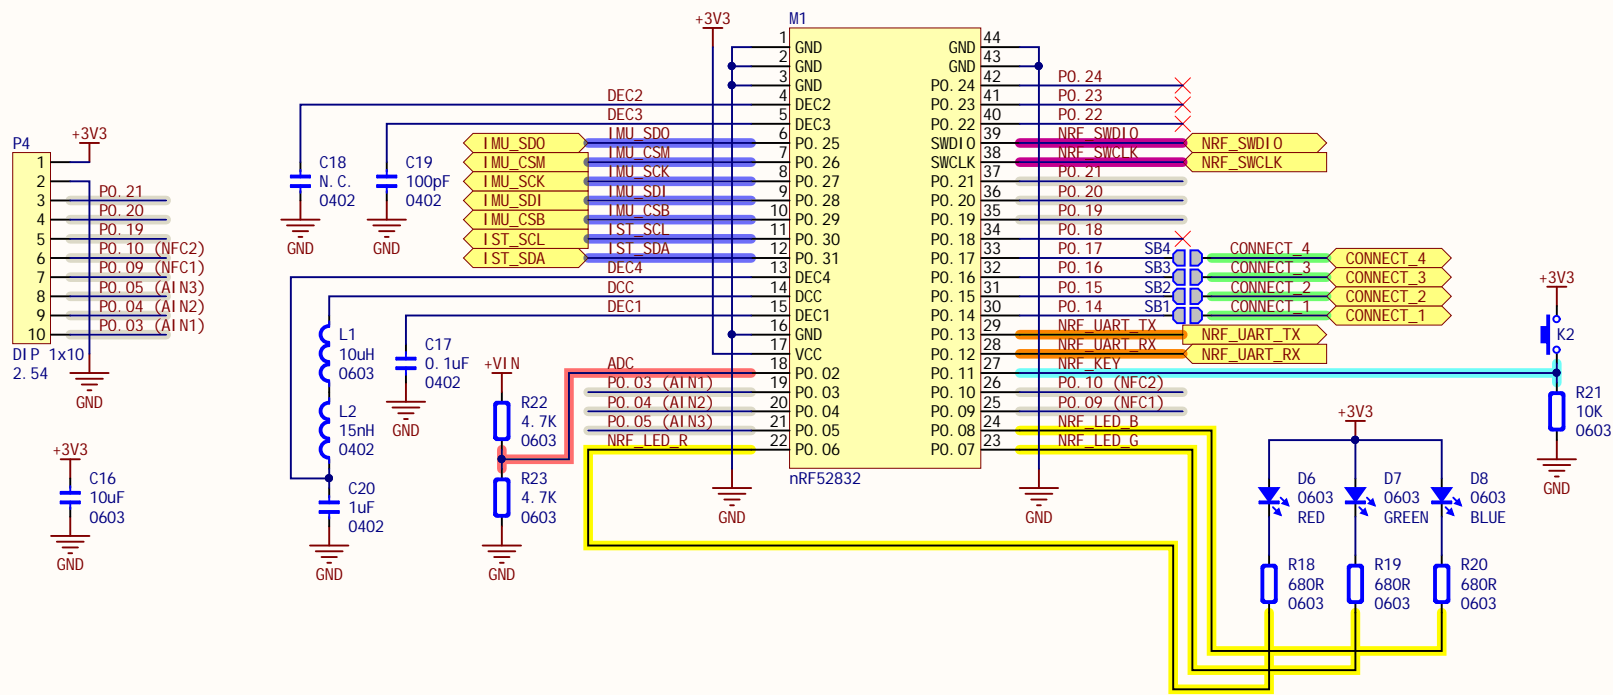 P4
+3V3
1
2
3 P0.21
4 P0.20
5 P0.19
6 P0.10 (NFC2)
7 P0.09 (NFC1)
8 P0.05 (AIN3)
9 P0.04 (AIN2)
10 P0.03 (AIN1)
DIP 1x10
2.54
GND
+3V3
C16
10uF
0603
GND
C18
N.C.
0402
GND
C19
100pF
0402
GND
L1
10uH
0603
L2
15nH
0402
C20
1uF
0402
GND
C17
0.1uF
0402
GND
+VIN
R22
4.7K
0603
R23
4.7K
0603
GND
+3V3
M1
1 GND
2 GND
3 GND
DEC2 4 DEC2
DEC3 5 DEC3
IMU_SDO IMU_SDO 6 P0.25
IMU_CSM IMU_CSM 7 P0.26
IMU_SCK IMU_SCK 8 P0.27
IMU_SDI IMU_SDI 9 P0.28
IMU_CSB IMU_CSB 10 P0.29
IST_SCL IST_SCL 11 P0.30
IST_SDA IST_SDA 12 P0.31
DEC4 13 DEC4
DCC 14 DCC
DEC1 15 DEC1
16 GND
17 VCC
ADC 18 P0.02
P0.03 (AIN1) 19 P0.03
P0.04 (AIN2) 20 P0.04
P0.05 (AIN3) 21 P0.05
NRF_LED_R 22 P0.06
nRF52832
GND
GND 44
GND 43
P0.24 42 P0.24
P0.23 41 P0.23
P0.22 40 P0.22
SWDIO 39 NRF_SWDIO NRF_SWDIO
SWCLK 38 NRF_SWCLK NRF_SWCLK
P0.21 37 P0.21
P0.20 36 P0.20
P0.19 35 P0.19
P0.18 34 P0.18
P0.17 33 P0.17 SB4 CONNECT_4 CONNECT_4
P0.16 32 P0.16 SB3 CONNECT_3 CONNECT_3
P0.15 31 P0.15 SB2 CONNECT_2 CONNECT_2
P0.14 30 P0.14 SB1 CONNECT_1 CONNECT_1
P0.13 29 NRF_UART_TX NRF_UART_TX
P0.12 28 NRF_UART_RX NRF_UART_RX
P0.11 27 NRF_KEY
P0.10 26 P0.10 (NFC2)
P0.09 25 P0.09 (NFC1)
P0.08 24 NRF_LED_B
P0.07 23 NRF_LED_G
GND
+3V3
K2
R21
10K
0603
GND
+3V3
D6
0603
RED
D7
0603
GREEN
D8
0603
BLUE
R18
680R
0603
R19
680R
0603
R20
680R
0603